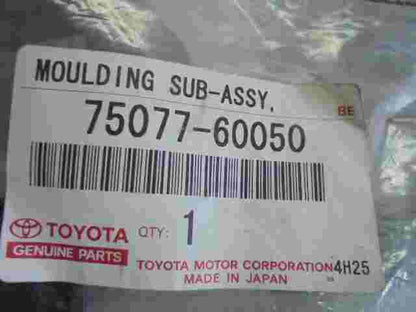 MOULDING SUB-ASSY,
BE
75077-60050
TOYOTA QTY: 1
GENUINE PARTS
TOYOTA MOTOR CORPORATION 4H25
MADE IN JAPAN